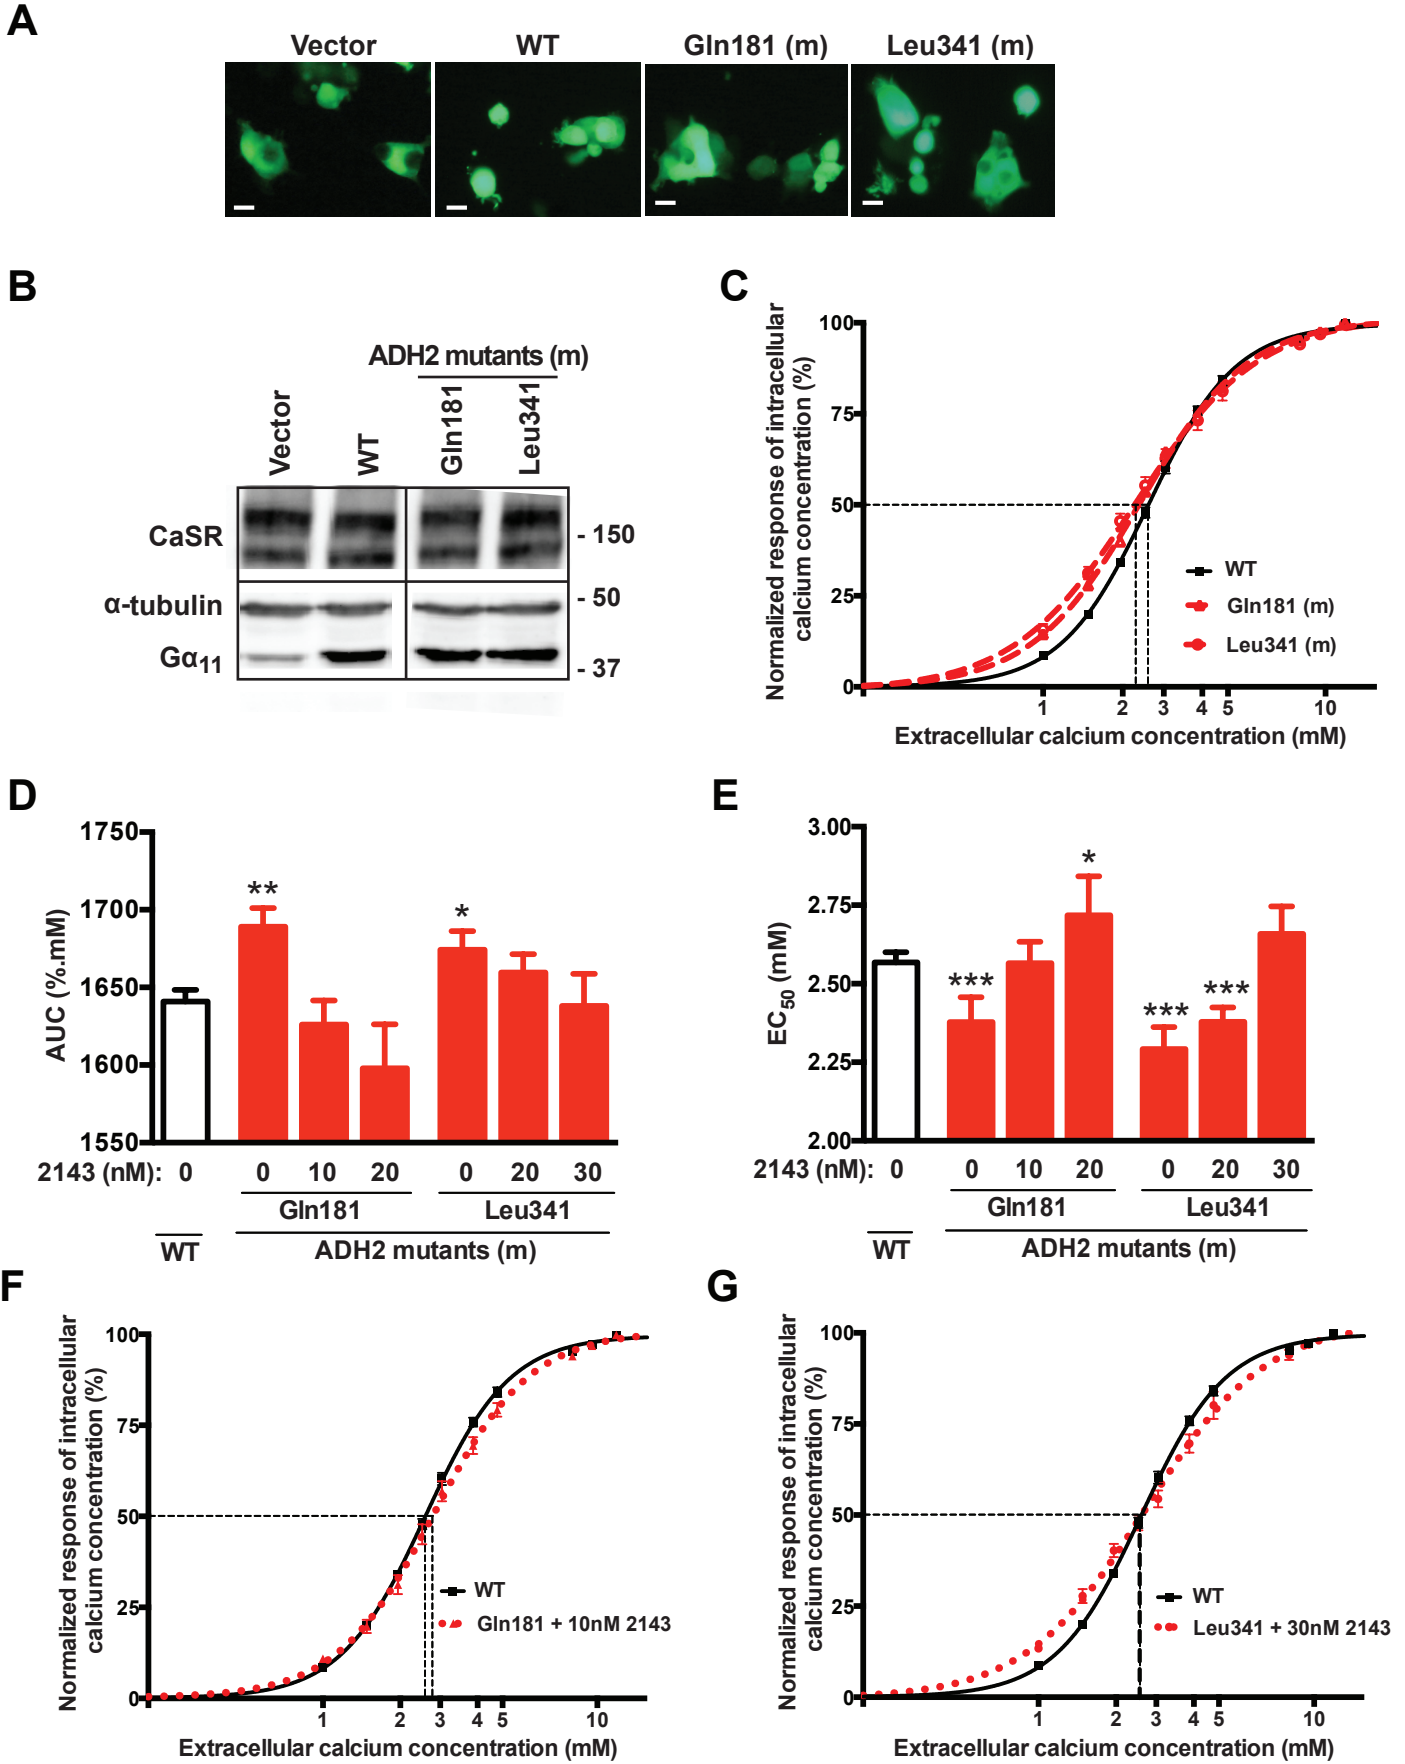 A
Vector WT Gln181 (m) Leu341 (m)
B
ADH2 mutants (m)
Vector
WT
Gln181
Leu341
CaSR
- 150
α-tubulin
- 50
Gα11
- 37
C
Normalized response of intracellular
calcium concentration (%)
100
75
50
25
0
WT
Gln181 (m)
Leu341 (m)
1 2 3 4 5 10
Extracellular calcium concentration (mM)
D
AUC (%.mM)
1750
1700
1650
1600
1550
** *
2143 (nM): 0 0 10 20 0 20 30
Gln181 Leu341
WT ADH2 mutants (m)
E
EC50 (mM)
3.00
2.75
2.50
2.25
2.00
*** * *** ***
2143 (nM): 0 0 10 20 0 20 30
Gln181 Leu341
WT ADH2 mutants (m)
F
Normalized response of intracellular
calcium concentration (%)
100
75
50
25
0
WT
Gln181 + 10nM 2143
1 2 3 4 5 10
Extracellular calcium concentration (mM)
G
Normalized response of intracellular
calcium concentration (%)
100
75
50
25
0
WT
Leu341 + 30nM 2143
1 2 3 4 5 10
Extracellular calcium concentration (mM)